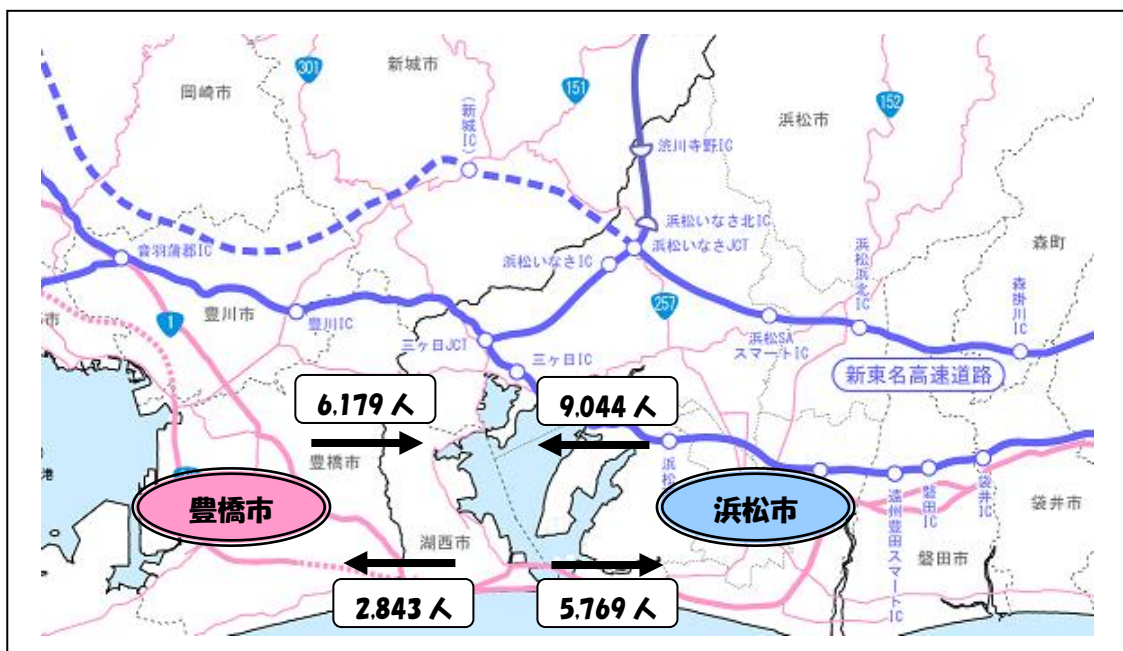 301
新城市
151
岡崎市
152
浜松市
(新城IC)
渋川寺野IC
浜松いなさ北IC
浜松いなさJCT
浜松いなさIC
浜松浜北IC
森町
音羽蒲郡IC
257
森掛川IC
1
豊川市
豊川IC
三ヶ日JCT
浜松SA
スマートIC
三ヶ日IC
新東名高速道路
6,179人
9,044人
豊橋市
浜松
袋井IC
港
豊橋市
浜松市
遠州豊田スマートIC
磐田IC
袋井市
湖西市
磐田市
2,843人
5,769人